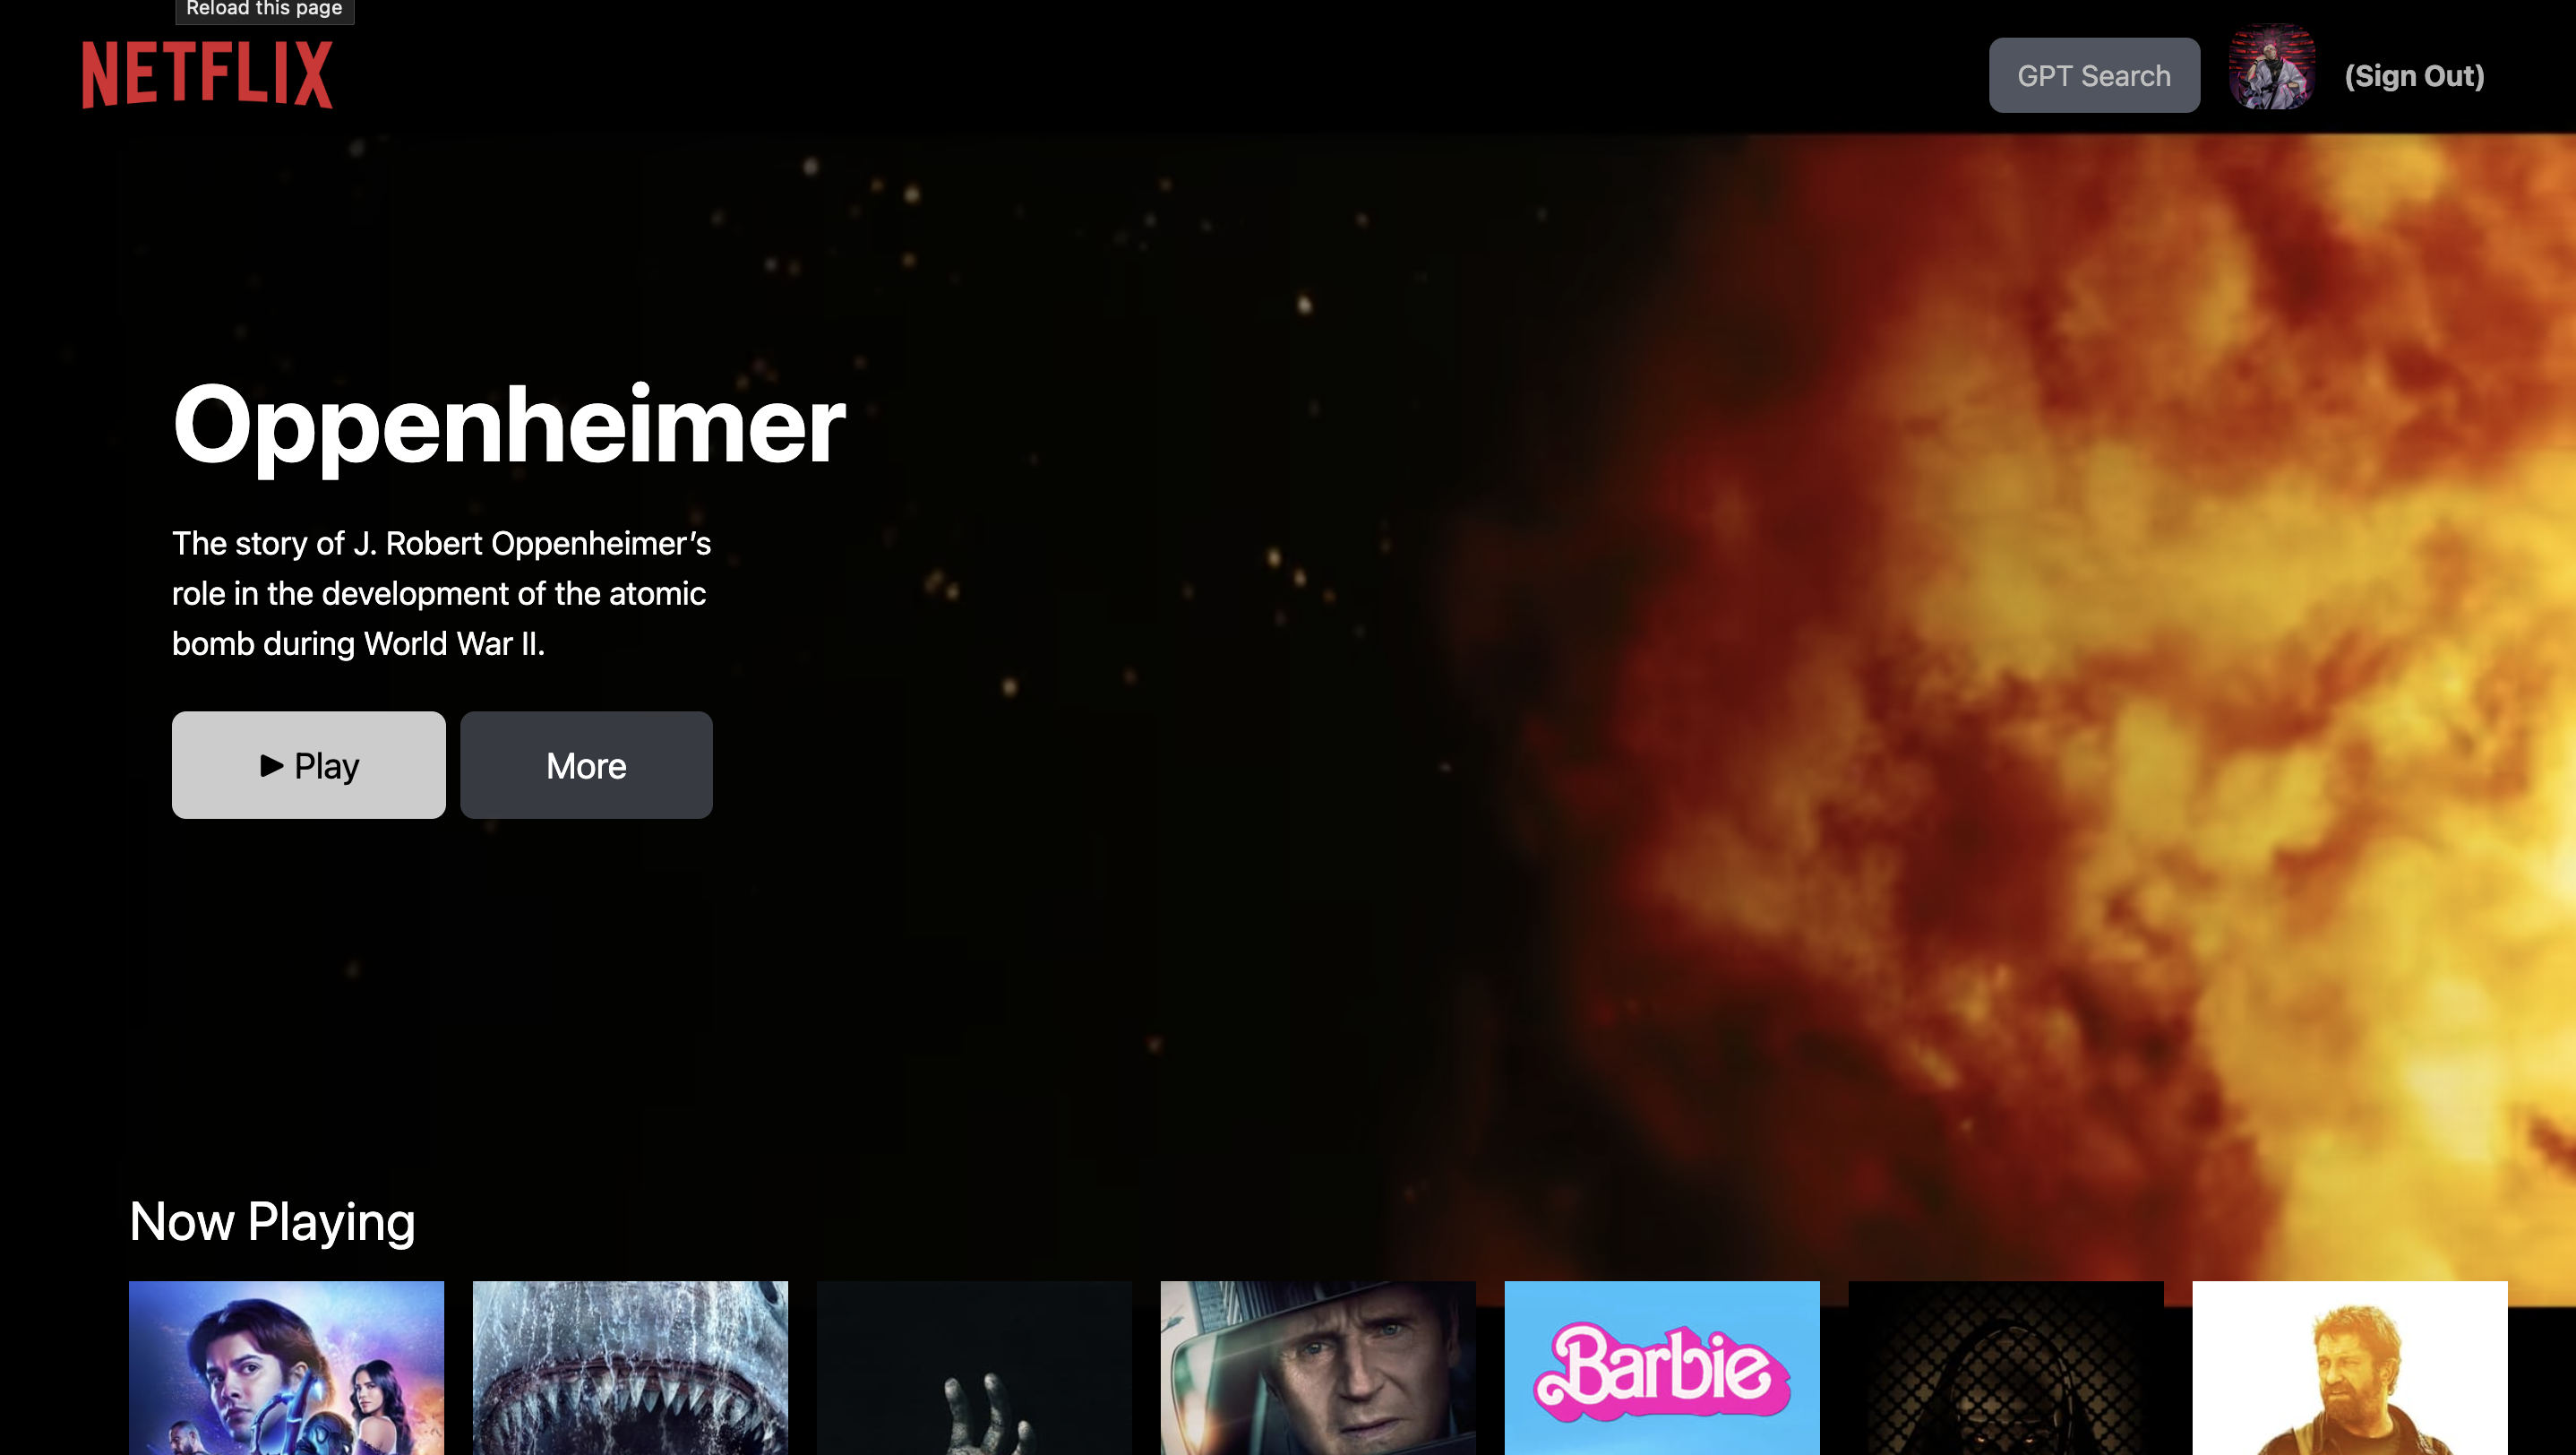 Reload this page
NETFLIX
GPT Search
(Sign Out)
Oppenheimer
The story of J. Robert Oppenheimer’s
role in the development of the atomic
bomb during World War II.
Play
More
Now Playing
Barbie